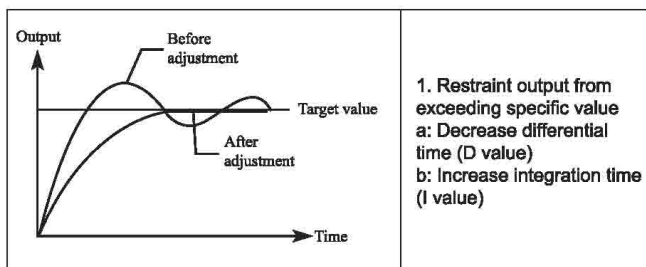 Output
Before
adjustment
Target value
After
adjustment
Time
1. Restraint output from
exceeding specific value
a: Decrease differential
time (D value)
b: Increase integration time
(I value)